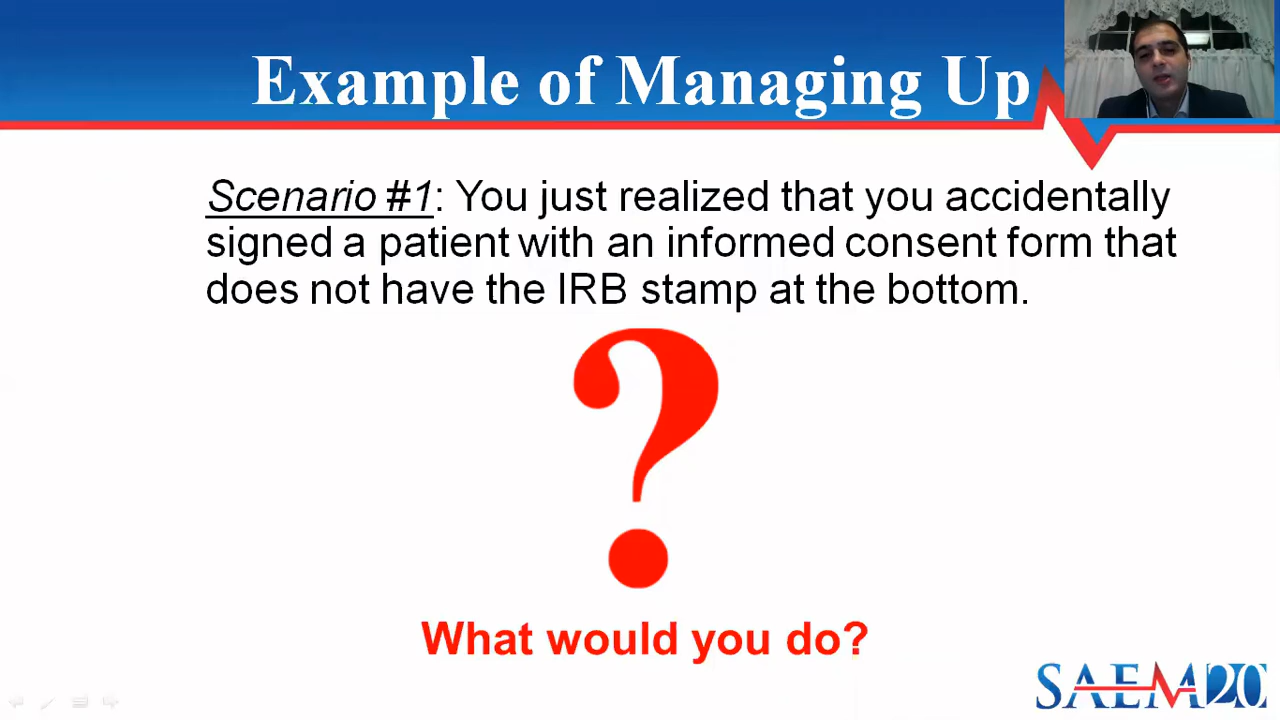 Example of Managing Up
Scenario #1: You just realized that you accidentally
signed a patient with an informed consent form that
does not have the IRB stamp at the bottom.
?
What would you do?
SAEM20